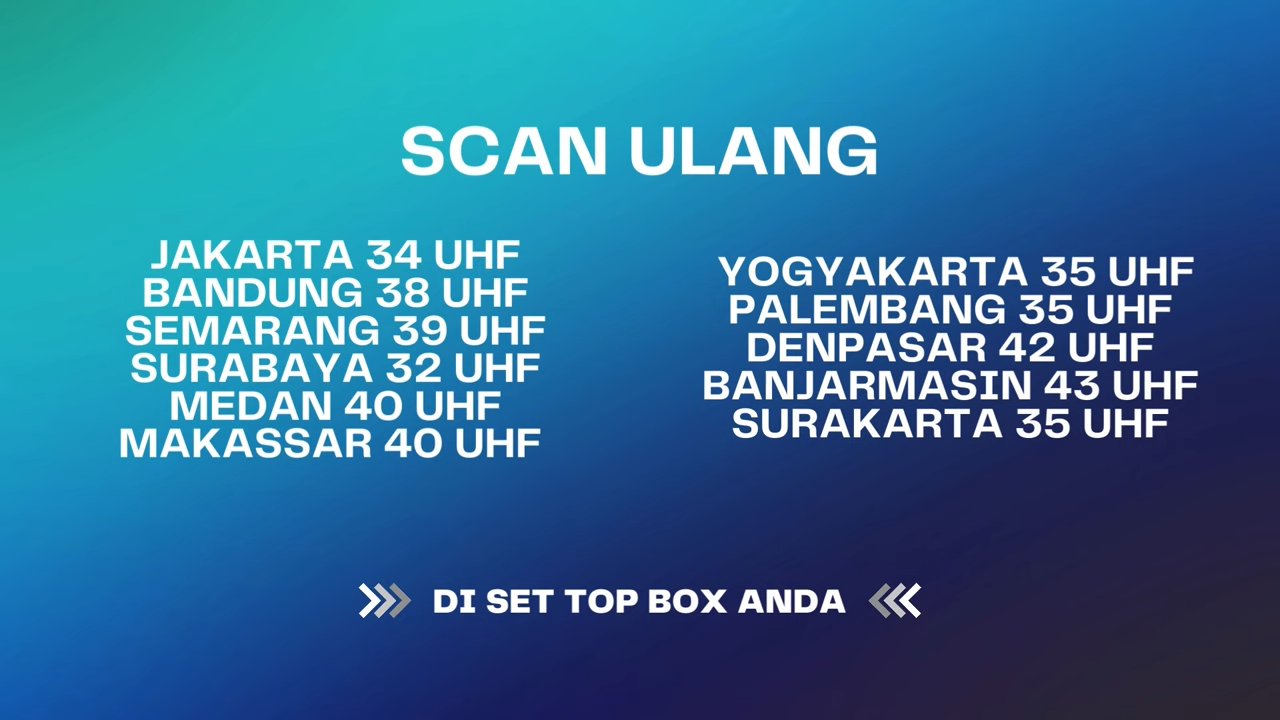 SCAN ULANG
JAKARTA 34 UHF
BANDUNG 38 UHF
SEMARANG 39 UHF
SURABAYA 32 UHF
MEDAN 40 UHF
MAKASSAR 40 UHF
YOGYAKARTA 35 UHF
PALEMBANG 35 UHF
DENPASAR 42 UHF
BANJARMASIN 43 UHF
SURAKARTA 35 UHF
DI SET TOP BOX ANDA